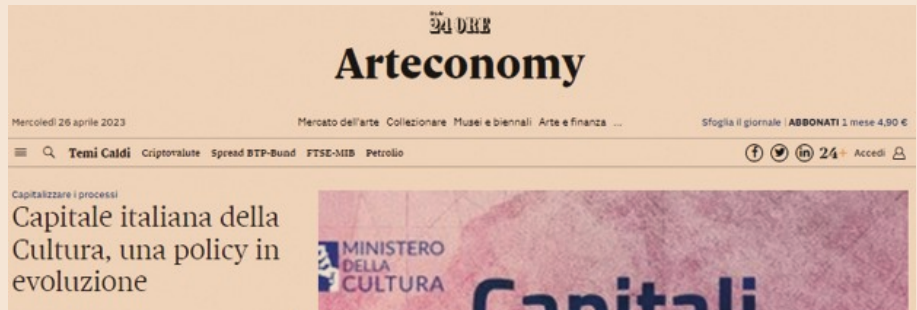 24 ORE
Arteconomy
Mercoledì 26 aprile 2023
Mercato dell'arte Collezionare Musei e biennali Arte e finanza ...
Sfoglia il giornale | ABBONATI 1 mese 4,90 €
Temi Caldi Criptovalute Spread BTP-Bund FTSE-MIB Petrolio
24+ Accedi
Capitalizzare i processi
Capitale italiana della
Cultura, una policy in
evoluzione
MINISTERO
DELLA
CULTURA
Capitali